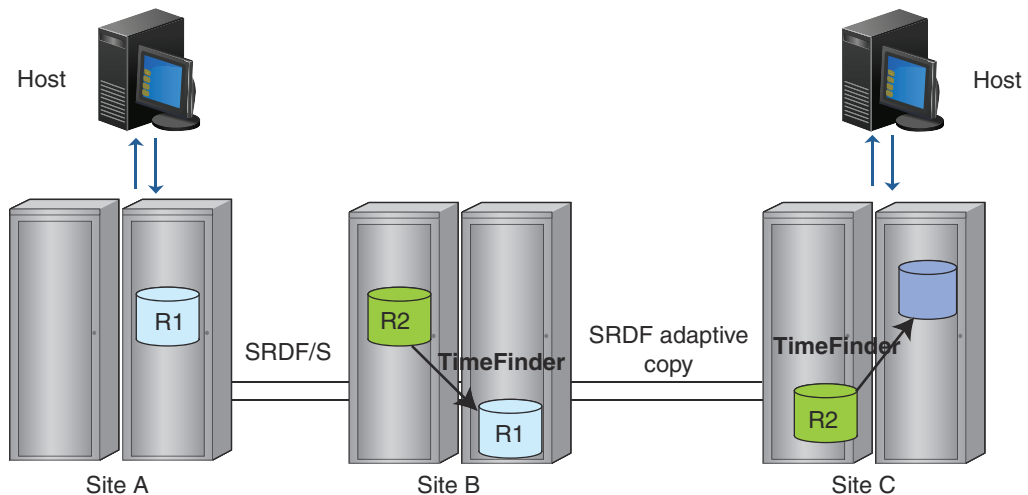 Host
Host
R1
SRDF/S
R2
TimeFinder
R1
SRDF adaptive
copy
TimeFinder
R2
Site A
Site B
Site C